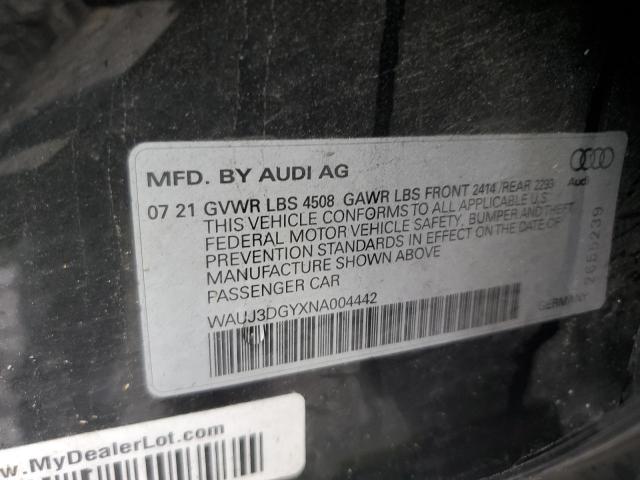 MFD. BY AUDI AG
Audi
07 21 GVWR LBS 4508 GAWR LBS FRONT 2414 /REAR 2293
THIS VEHICLE CONFORMS TO ALL APPLICABLE U.S
FEDERAL MOTOR VEHICLE SAFETY, BUMPER AND THEFT
PREVENTION STANDARDS IN EFFECT ON THE DATE OF
MANUFACTURE SHOWN ABOVE
PASSENGER CAR
WAUJ3DGYXNA004442
GERMANY
w.MyDealerLot.com